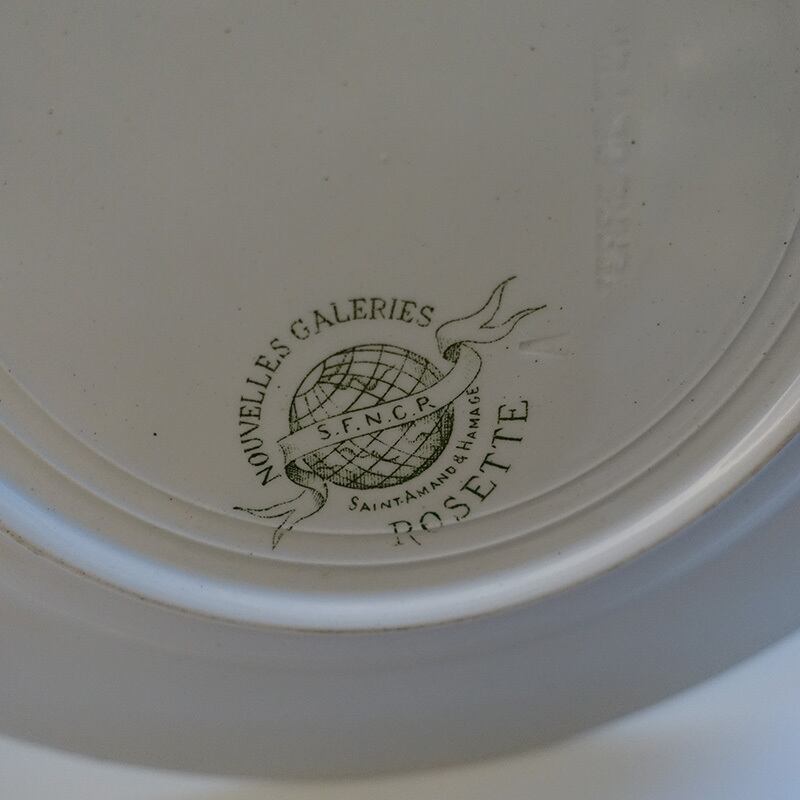 NOUVELLES GALERIES
S.F.N.G.R.
SAINT-AMAND & HAMAGE
ROSETTE